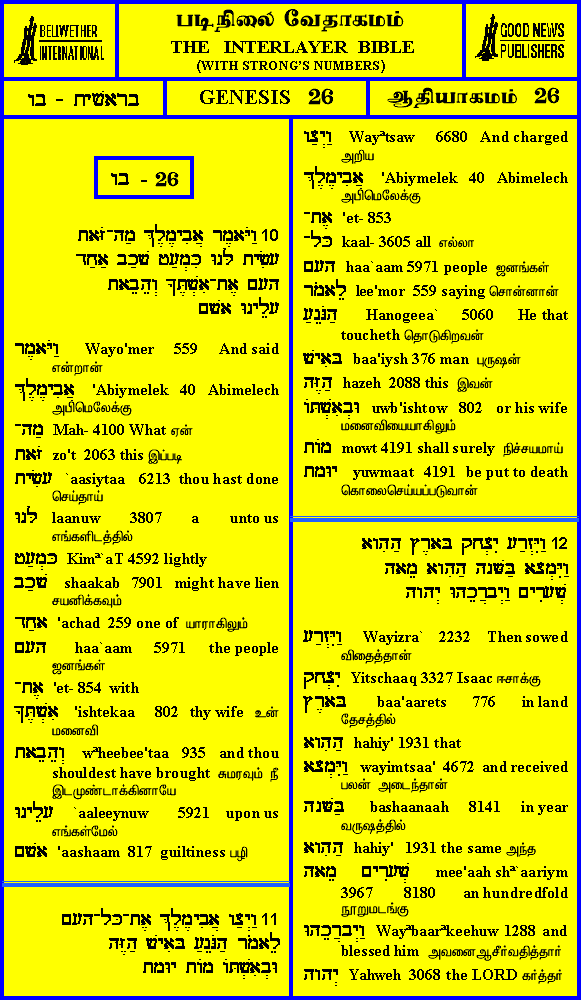 BELLWETHER
INTERNATIONAL
படிநிலை வேதாகமம்
THE INTERLAYER BIBLE
(WITH STRONG'S NUMBERS)
GOOD NEWS
PUBLISHERS
בראשית - כו
GENESIS 26
ஆதியாகமம் 26
כו - 26
10 וַיֹּאמֶר אֲבִימֶלֶךְ מַה־זֹּאת
עָשִׂיתָ לָּנוּ כִּמְעַט שָׁכַב אַחַד
הָעָם אֶת־אִשְׁתֶּךָ וְהֵבֵאתָ
עָלֵינוּ אָשָׁם
וַיֹּאמֶר Wayo'mer 559 And said
என்றான்
אֲבִימֶלֶךְ 'Abiymelek 40 Abimelech
அபிமெலேக்கு
מַה־ Mah- 4100 What ஏன்
זֹּאת zo't 2063 this இப்படி
עָשִׂיתָ `aasiytaa 6213 thou hast done
செய்தாய்
לָּנוּ laanuw 3807 a unto us
எங்களிடத்தில்
כִּמְעַט Kimª`aT 4592 lightly
שָׁכַב shaakab 7901 might have lien
சயனிக்கவும்
אַחַד 'achad 259 one of யாராகிலும்
הָעָם haa`aam 5971 the people
ஜனங்கள்
אֶת־ 'et- 854 with
אִשְׁתֶּךָ 'ishtekaa 802 thy wife உன்
மனைவி
וְהֵבֵאתָ wªheebee'taa 935 and thou
shouldest have brought சுமரவும் நீ
இடமுண்டாக்கினாயே
עָלֵינוּ `aaleeynuw 5921 upon us
எங்கள்மேல்
אָשָׁם 'aashaam 817 guiltiness பழி
11 וַיְצַו אֲבִימֶלֶךְ אֶת־כָּל־הָעָם
לֵאמֹר הַנֹּגֵעַ בָּאִישׁ הַזֶּה
וּבְאִשְׁתּוֹ מוֹת יוּמָת
וַיְצַו Wayªtsaw 6680 And charged
அறிய
אֲבִימֶלֶךְ 'Abiymelek 40 Abimelech
அபிமெலேக்கு
אֶת־ 'et- 853
כָּל־ kaal- 3605 all எல்லா
הָעָם haa`aam 5971 people ஜனங்கள்
לֵאמֹר lee'mor 559 saying சொன்னான்
הַנֹּגֵעַ Hanogeea` 5060 He that
toucheth தொடுகிறவன்
בָּאִישׁ baa'iysh 376 man புருஷன்
הַזֶּה hazeh 2088 this இவன்
וּבְאִשְׁתּוֹ uwb'ishtow 802 or his wife
மனைவியையாகிலும்
מוֹת mowt 4191 shall surely நிச்சயமாய்
יוּמָת yuwmaat 4191 be put to death
கொலைசெய்யப்படுவான்
12 וַיִּזְרַע יִצְחָק בָּאָרֶץ הַהִוא
וַיִּמְצָא בַּשָּׁנָה הַהִוא מֵאָה
שְׁעָרִים וַיְבָרֲכֵהוּ יְהוָה
וַיִּזְרַע Wayizra` 2232 Then sowed
விதைத்தான்
יִצְחָק Yitschaaq 3327 Isaac ஈசாக்கு
בָּאָרֶץ baa'aarets 776 in land
தேசத்தில்
הַהִוא hahiy' 1931 that
וַיִּמְצָא wayimtsaa' 4672 and received
பலன் அடைந்தான்
בַּשָּׁנָה bashaanaah 8141 in year
வருஷத்தில்
הַהִוא hahiy' 1931 the same அந்த
שְׁעָרִים מֵאָה mee'aah shª`aariym
3967 8180 an hundredfold
நூறுமடங்கு
וַיְבָרֲכֵהוּ Wayªbaarªkeehuw 1288 and
blessed him அவனைஆசீர்வதித்தார்
יְהוָה Yahweh 3068 the LORD கர்த்தர்